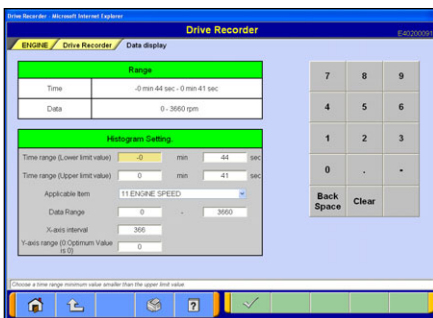 Drive Recorder - Microsoft Internet Explorer
Drive Recorder
E40200091
ENGINE Drive Recorder Data display
Range
Time -0 min 44 sec - 0 min 41 sec
Data 0 - 3660 rpm
Histogram Setting.
Time range (Lower limit value) -0 min 44 sec
Time range (Upper limit value) 0 min 41 sec
Applicable Item 11:ENGINE SPEED
Data Range 0 - 3660
X-axis interval 366
Y-axis range (0 Optimum Value is 0) 0
7 8 9
4 5 6
1 2 3
0 . -
Back Space Clear
Choose a time range minimum value smaller than the upper limit value
?